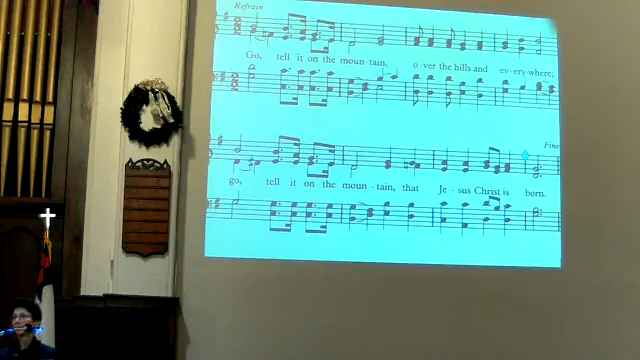 Refrain
Go, tell it on the moun-tain, o-ver the hills and ev-ery-where;
go, tell it on the moun-tain, that Je-sus Christ is born.
Fine